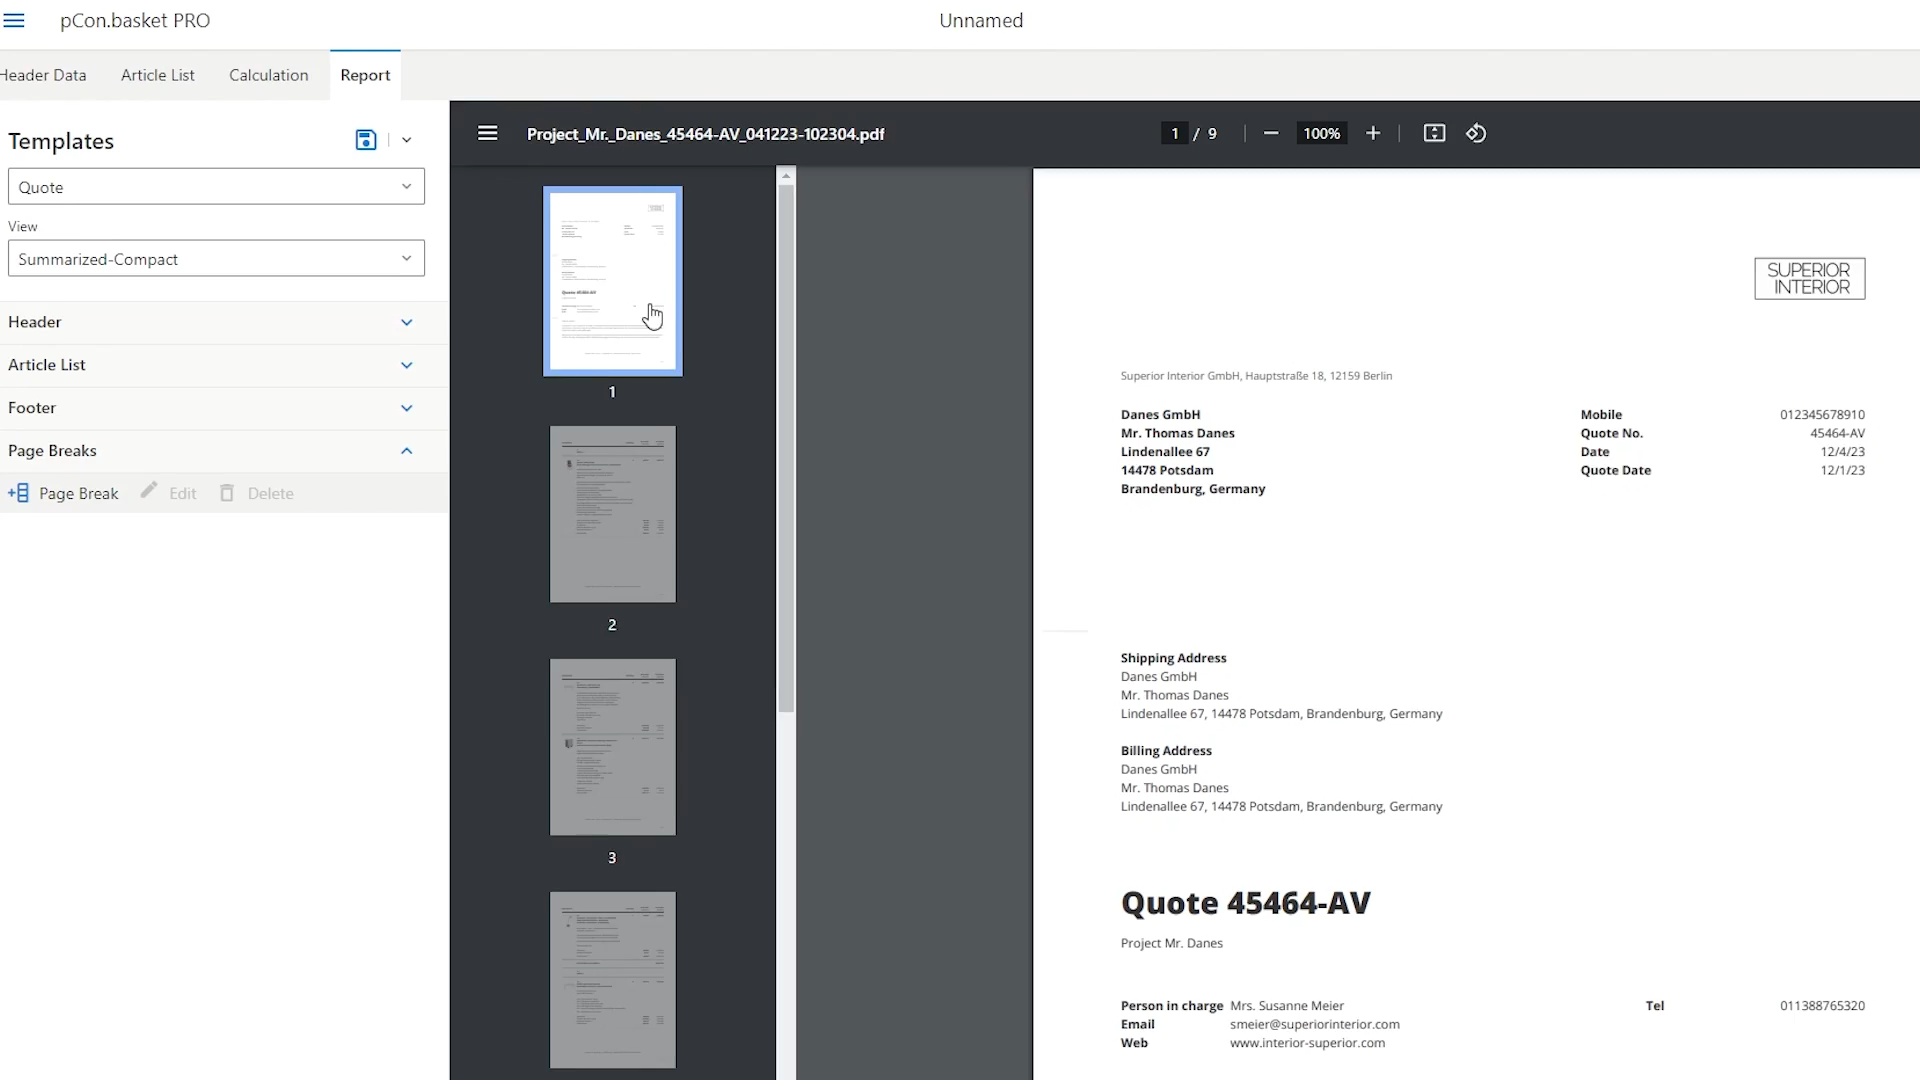 pCon.basket PRO
Unnamed
Header Data
Article List
Calculation
Report
Templates
Quote
View
Summarized-Compact
Header
Article List
Footer
Page Breaks
Page Break
Edit
Delete
Project_Mr._Danes_45464-AV_041223-102304.pdf
1 / 9
100%
1
2
3
SUPERIOR
INTERIOR
Superior Interior GmbH, Hauptstraße 18, 12159 Berlin
Danes GmbH
Mr. Thomas Danes
Lindenallee 67
14478 Potsdam
Brandenburg, Germany
Mobile 012345678910
Quote No. 45464-AV
Date 12/4/23
Quote Date 12/1/23
Shipping Address
Danes GmbH
Mr. Thomas Danes
Lindenallee 67, 14478 Potsdam, Brandenburg, Germany
Billing Address
Danes GmbH
Mr. Thomas Danes
Lindenallee 67, 14478 Potsdam, Brandenburg, Germany
Quote 45464-AV
Project Mr. Danes
Person in charge Mrs. Susanne Meier Tel 011388765320
Email smeier@superiorinterior.com
Web www.interior-superior.com